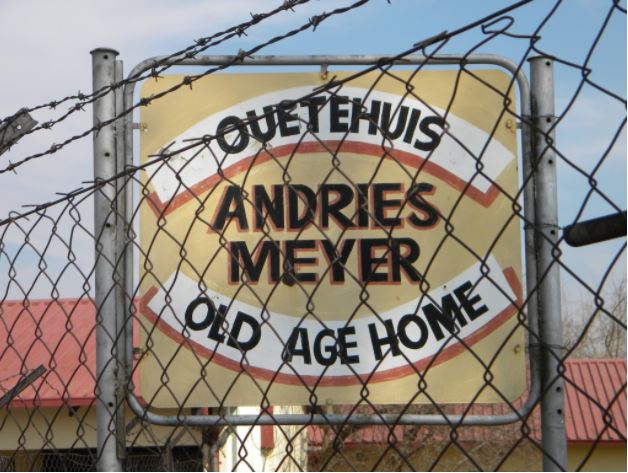 OUETEHUIS
ANDRIES
MEYER
OLD AGE HOME